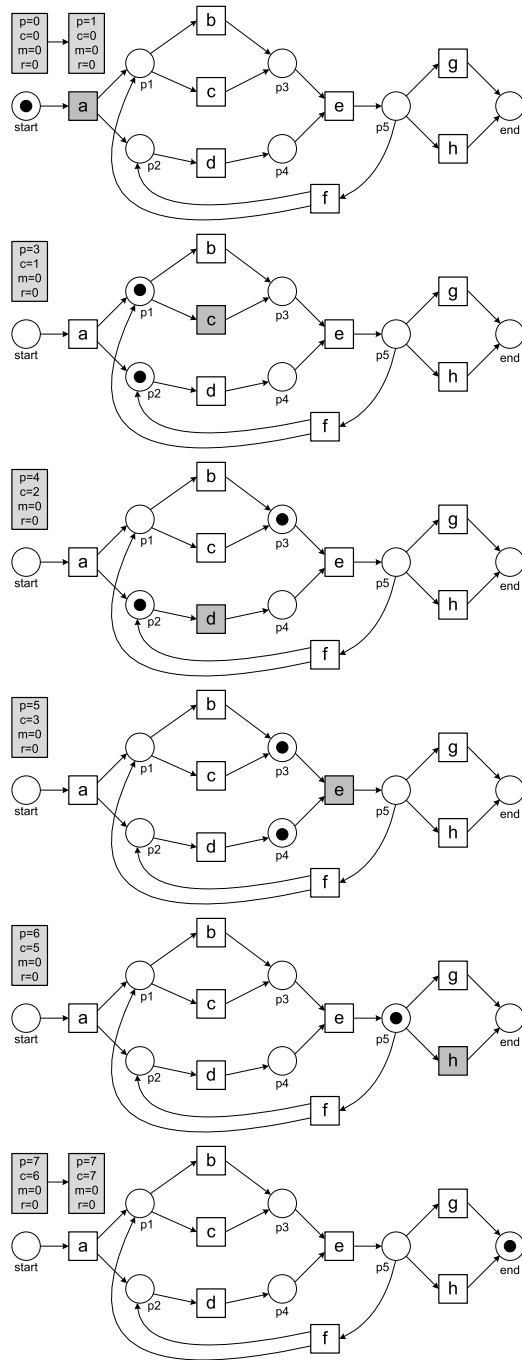 p=0 p=1
c=0 c=0
m=0 m=0
r=0 r=0
b
g
a
c
e
start
p1
p3
p5
end
d
h
p2
p4
f
p=3
c=1
m=0
r=0
b
g
a
c
e
start
p1
p3
p5
end
d
h
p2
p4
f
p=4
c=2
m=0
r=0
b
g
a
c
e
start
p1
p3
p5
end
d
h
p2
p4
f
p=5
c=3
m=0
r=0
b
g
a
c
e
start
p1
p3
p5
end
d
h
p2
p4
f
p=6
c=5
m=0
r=0
b
g
a
c
e
start
p1
p3
p5
end
d
h
p2
p4
f
p=7 p=7
c=6 c=7
m=0 m=0
r=0 r=0
b
g
a
c
e
start
p1
p3
p5
end
d
h
p2
p4
f